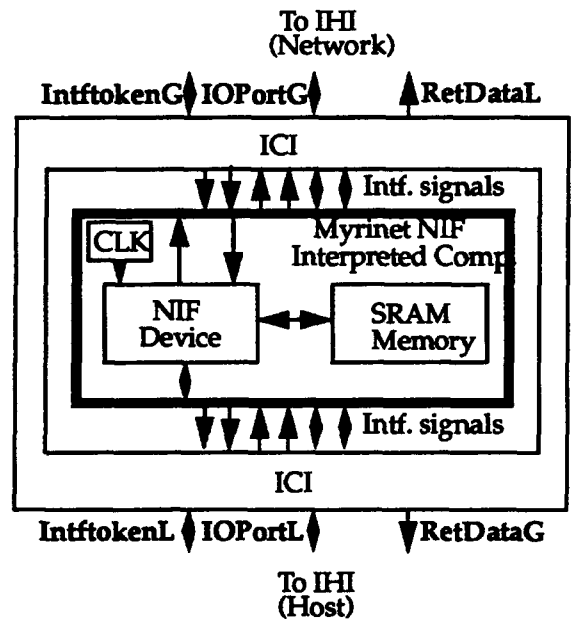 To IHI
(Network)
IntftokenG IOPortG RetDataL
ICI
Intf. signals
Myrinet NIF
CLK
Interpreted Comp.
NIF
Device
SRAM
Memory
Intf. signals
ICI
IntftokenL IOPortL RetDataG
To IHI
(Host)